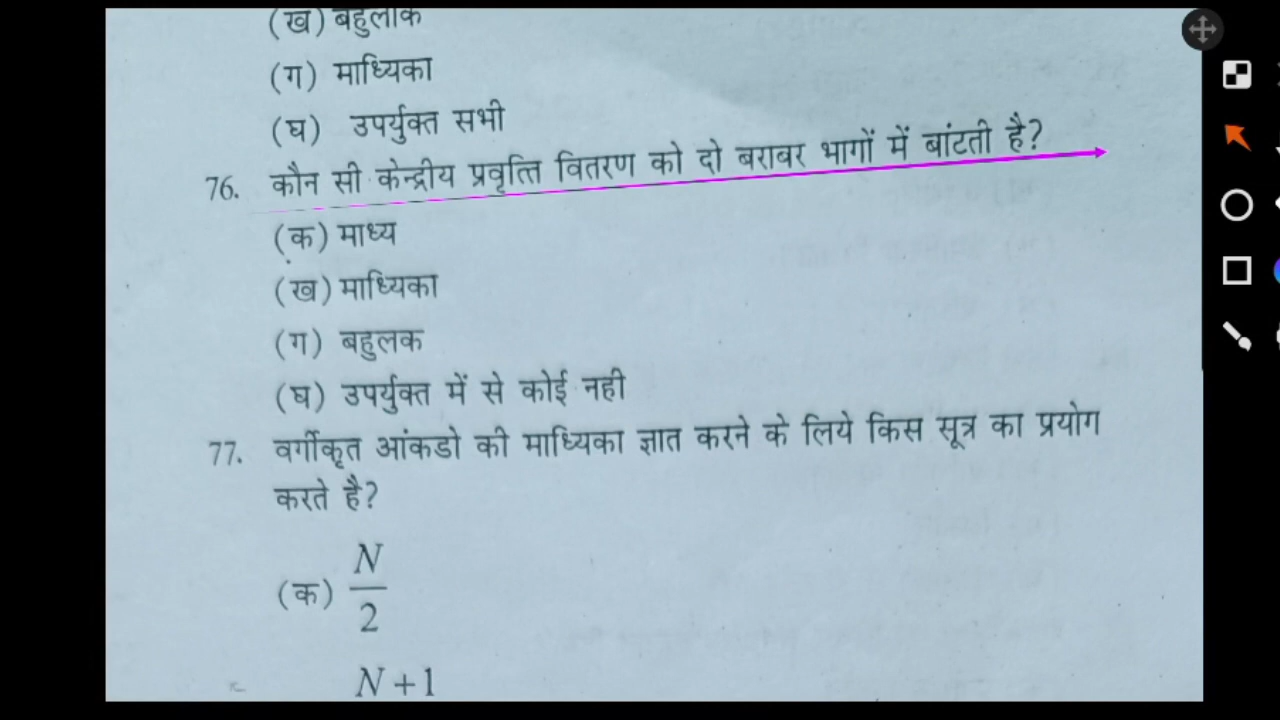 (ख) बहुलाक
(ग) माध्यिका
(घ) उपर्युक्त सभी
76. कौन सी केन्द्रीय प्रवृत्ति वितरण को दो बराबर भागों में बांटती है?
(क) माध्य
(ख) माध्यिका
(ग) बहुलक
(घ) उपर्युक्त में से कोई नही
77. वर्गीकृत आंकडो की माध्यिका ज्ञात करने के लिये किस सूत्र का प्रयोग
करते है?
(क) N
2
N+1